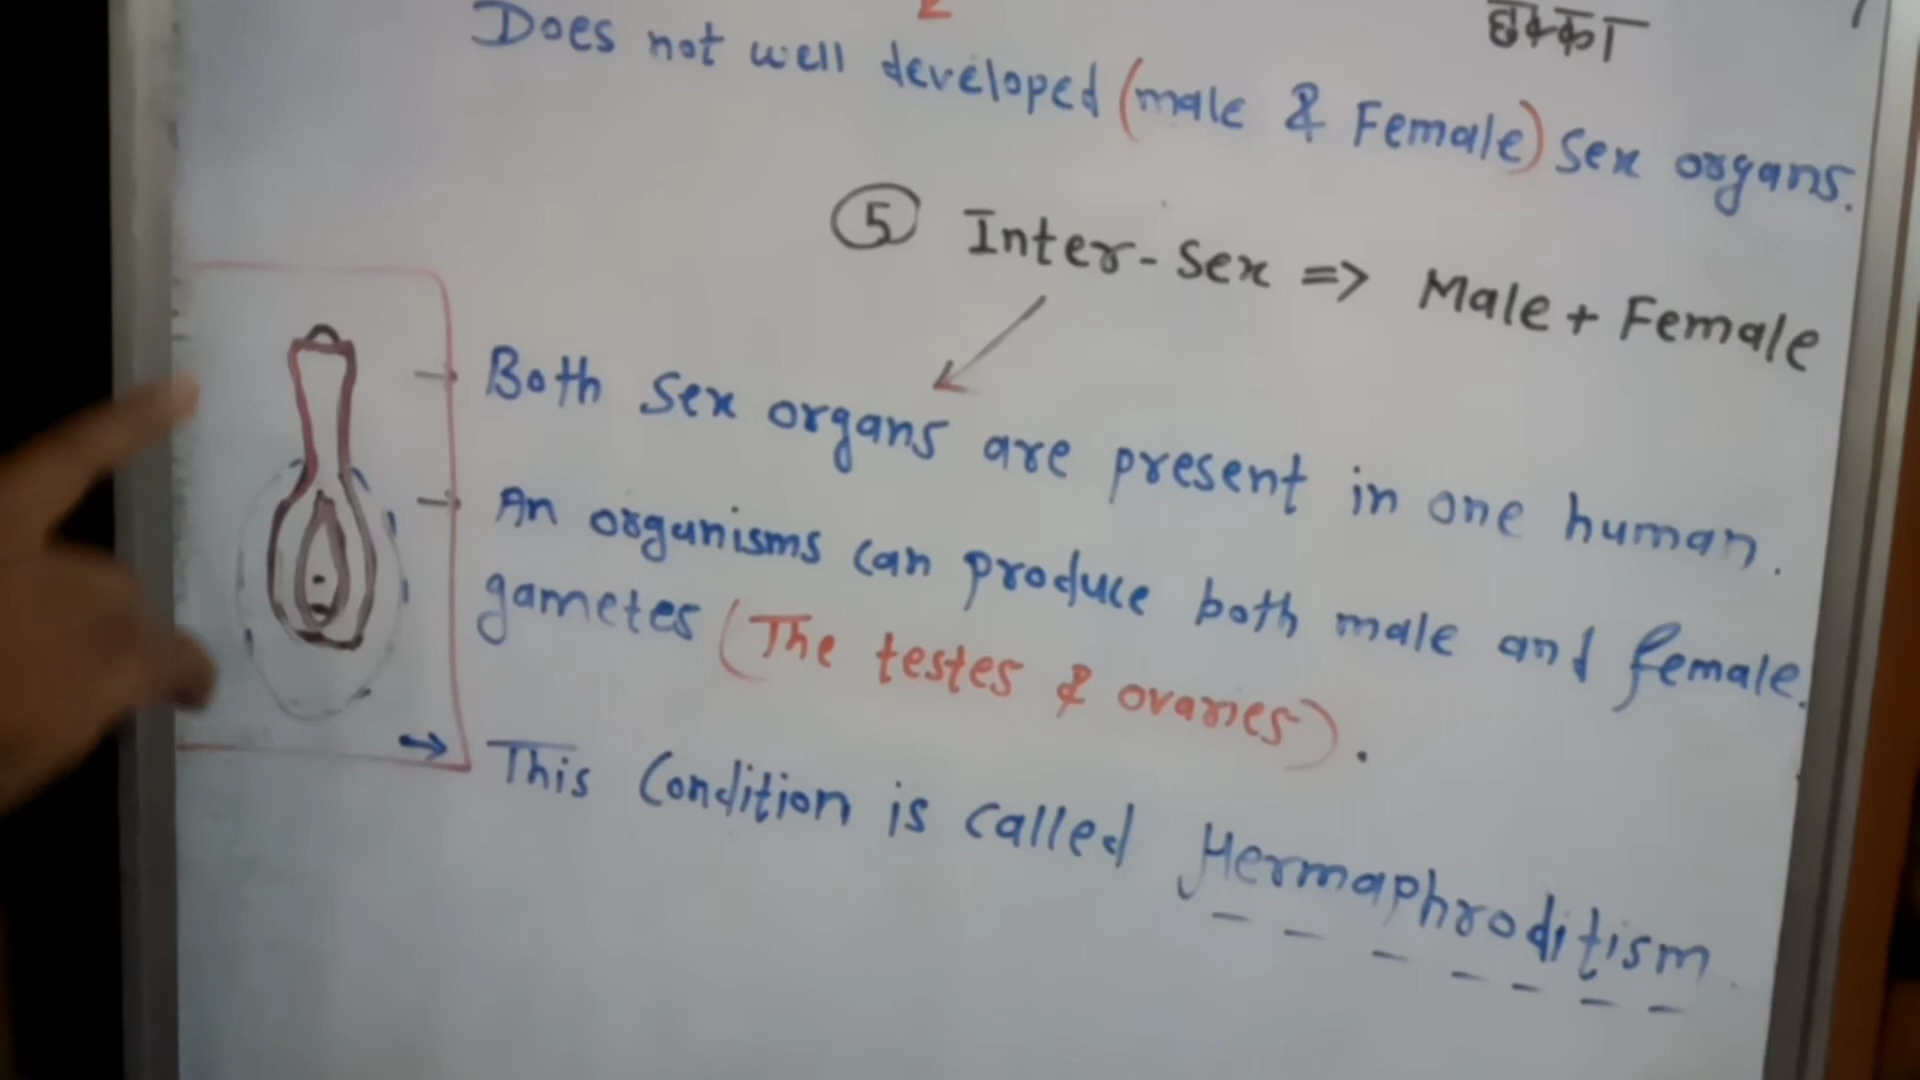 छक्का
Does not well developed (male & Female) Sex organs.
⑤ Inter-Sex => Male + Female
- Both Sex organs are present in one human.
- An organisms can produce both male and female.
gametes (The testes & ovaries).
→ This Condition is called Hermaphroditism.